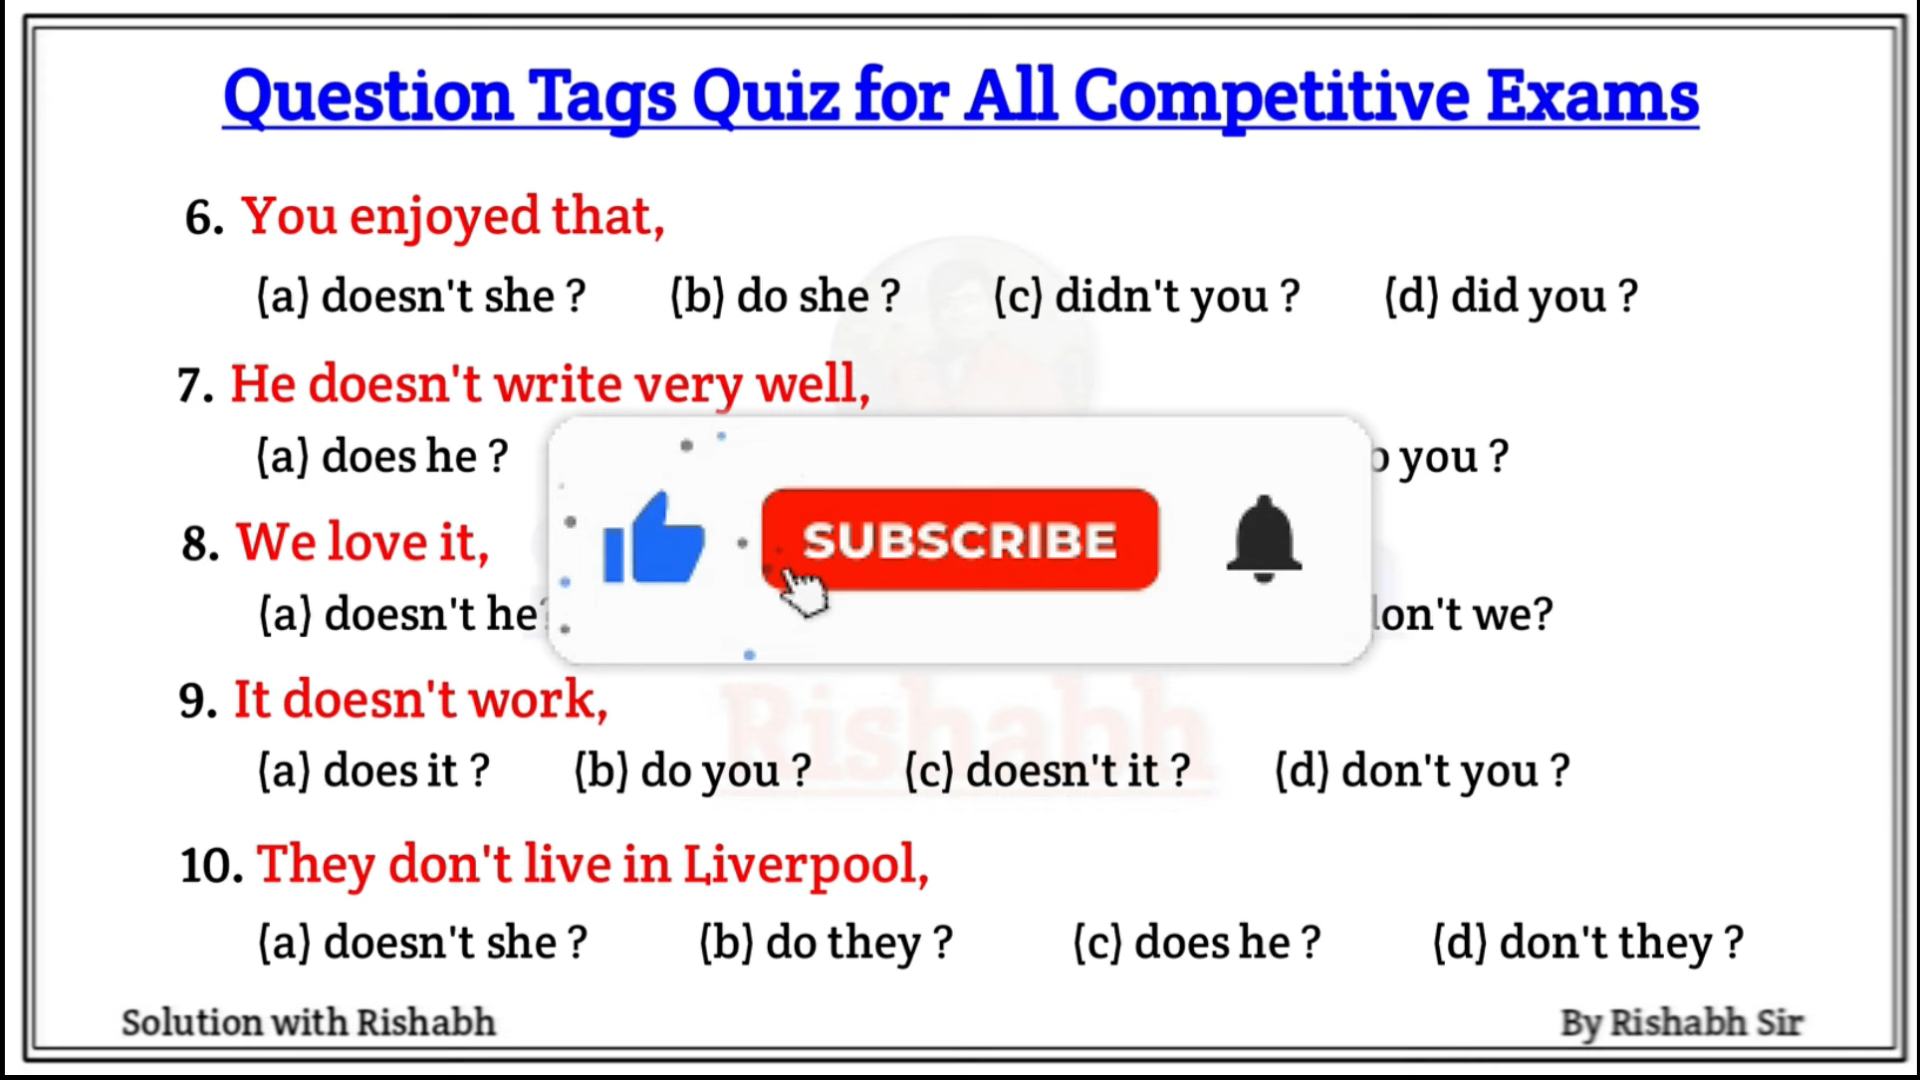 Question Tags Quiz for All Competitive Exams
6. You enjoyed that,
(a) doesn't she ? (b) do she ? (c) didn't you ? (d) did you ?
7. He doesn't write very well,
(a) does he ? you ?
8. We love it,
(a) doesn't he on't we?
SUBSCRIBE
9. It doesn't work,
Rishabh
(a) does it ? (b) do you ? (c) doesn't it ? (d) don't you ?
10. They don't live in Liverpool,
(a) doesn't she ? (b) do they ? (c) does he ? (d) don't they ?
Solution with Rishabh By Rishabh Sir